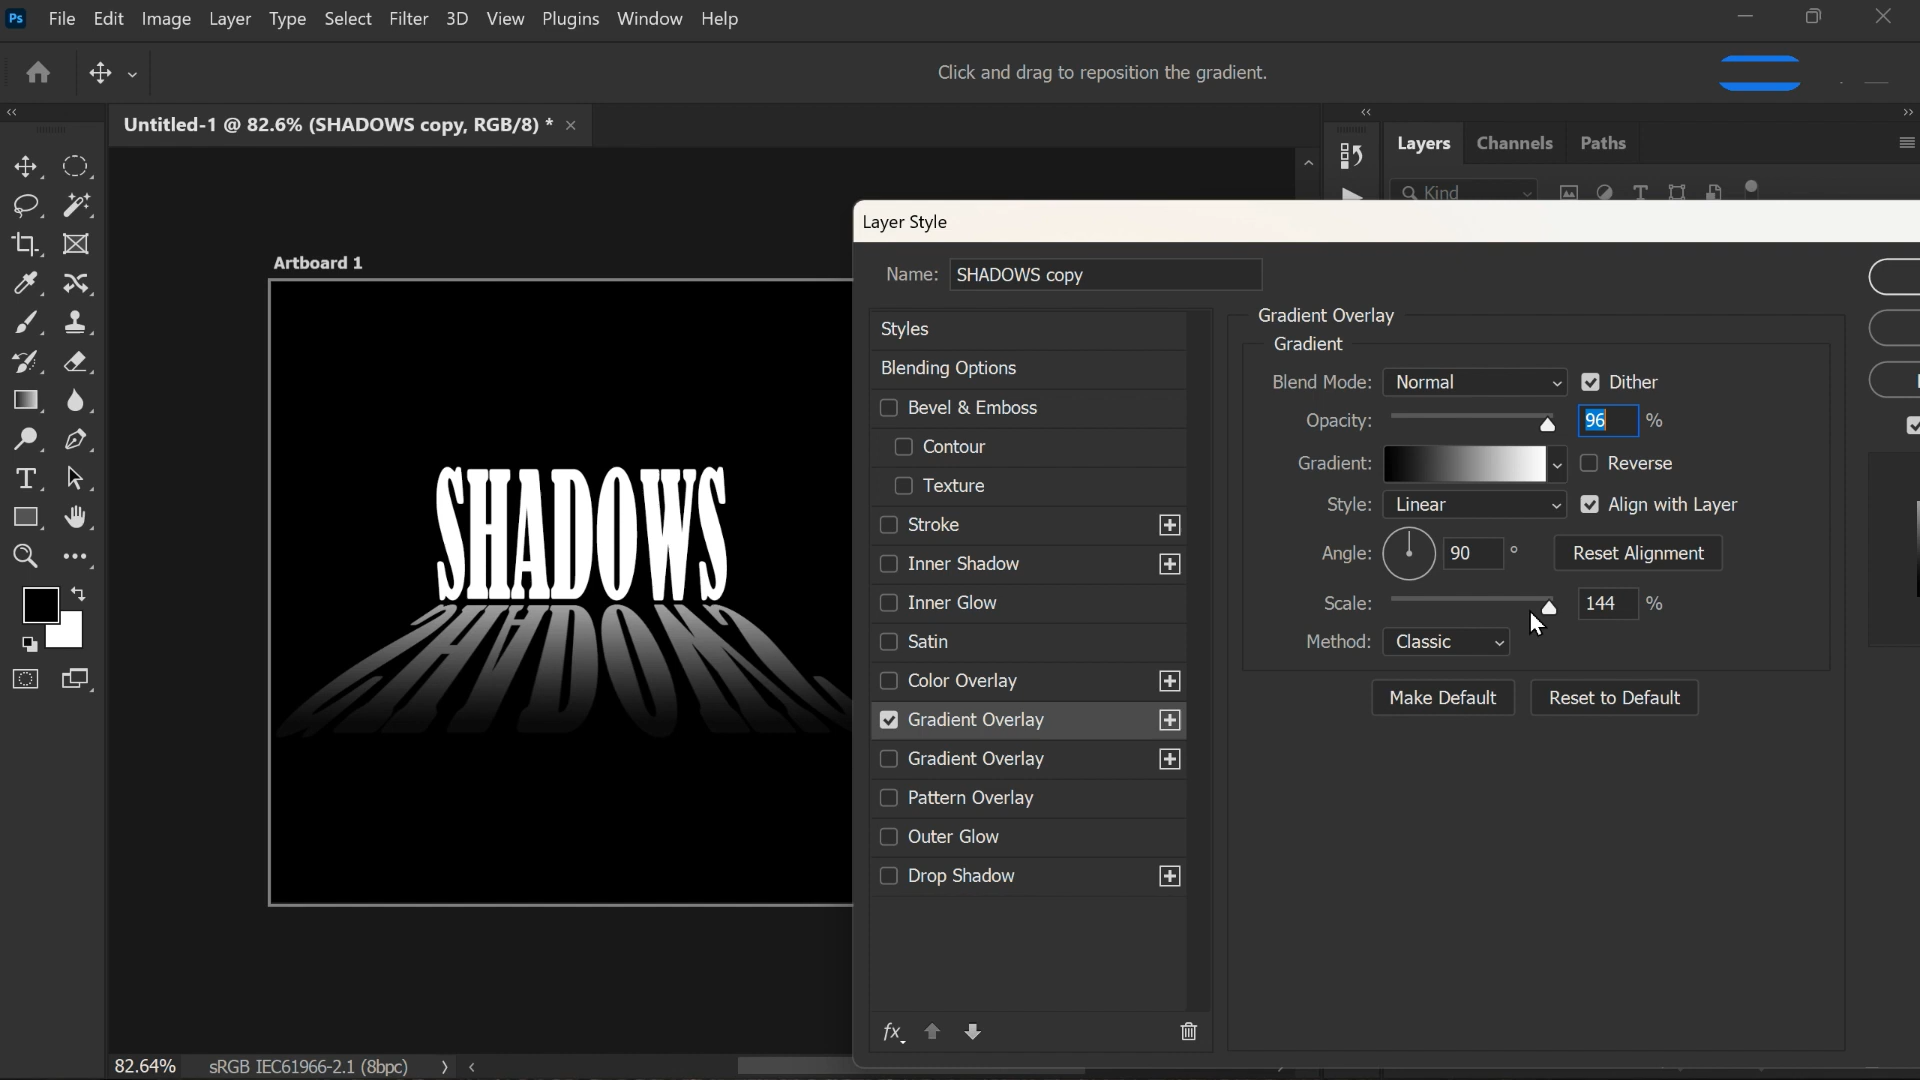 Ps File Edit Image Layer Type Select Filter 3D View Plugins Window Help
Click and drag to reposition the gradient.
Untitled-1 @ 82.6% (SHADOWS copy, RGB/8) *
Layers Channels Paths
Kind
Artboard 1
SHADOWS
SHADOWS
Layer Style
Name: SHADOWS copy
Styles
Blending Options
Bevel & Emboss
Contour
Texture
Stroke
Inner Shadow
Inner Glow
Satin
Color Overlay
Gradient Overlay
Gradient Overlay
Pattern Overlay
Outer Glow
Drop Shadow
fx
Gradient Overlay
Gradient
Blend Mode: Normal Dither
Opacity: 96 %
Gradient: Reverse
Style: Linear Align with Layer
Angle: 90 ° Reset Alignment
Scale: 144 %
Method: Classic
Make Default Reset to Default
82.64% sRGB IEC61966-2.1 (8bpc)